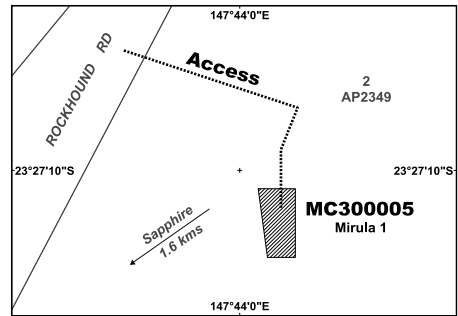 147°44'0"E
ROCKHOUND RD
Access
2
AP2349
23°27'10"S
23°27'10"S
MC300005
Mirula 1
Sapphire
1.6 kms
147°44'0"E